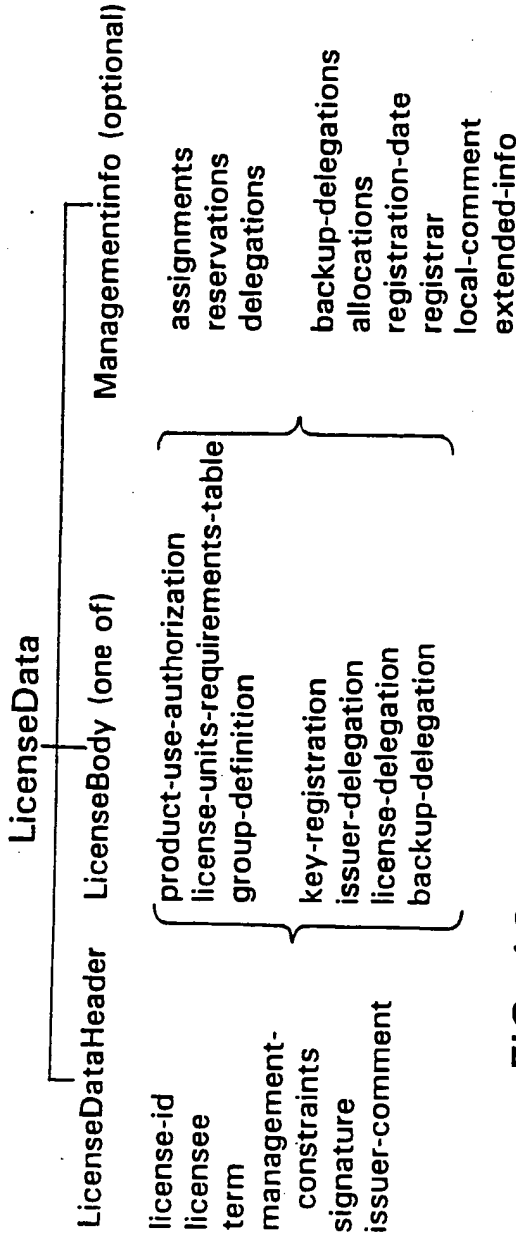 LicenseData
LicenseDataHeader
LicenseBody (one of)
Managementinfo (optional)
license-id
licensee
term
management-
constraints
signature
issuer-comment
product-use-authorization
license-units-requirements-table
group-definition
key-registration
issuer-delegation
license-delegation
backup-delegation
assignments
reservations
delegations
backup-delegations
allocations
registration-date
registrar
local-comment
extended-info